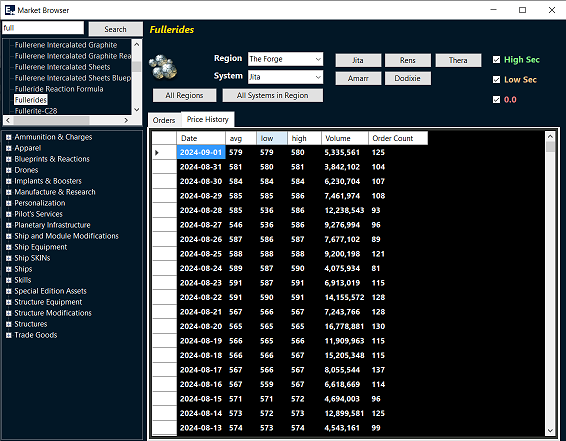 Market Browser
full
Search
Fullerene Intercalated Graphite
Fullerene Intercalated Graphite Rea
Fullerene Intercalated Sheets
Fullerene Intercalated Sheets Bluep
Fulleride Reaction Formula
Fullerides
Fullerite-C28
Ammunition & Charges
Apparel
Blueprints & Reactions
Drones
Implants & Boosters
Manufacture & Research
Personalization
Pilot's Services
Planetary Infrastructure
Ship and Module Modifications
Ship Equipment
Ship SKINs
Ships
Skills
Special Edition Assets
Structure Equipment
Structure Modifications
Structures
Trade Goods
Fullerides
Region The Forge
System Jita
Jita Rens Thera
Amarr Dodixie
High Sec
Low Sec
0.0
All Regions All Systems in Region
Orders Price History
Date avg low high Volume Order Count
2024-09-01 579 579 580 5,335,561 125
2024-08-31 581 580 581 3,842,102 104
2024-08-30 584 584 584 6,230,704 107
2024-08-29 585 585 585 7,461,974 108
2024-08-28 585 536 586 12,238,543 93
2024-08-27 546 536 586 9,276,994 96
2024-08-26 587 586 587 7,677,102 89
2024-08-25 588 588 588 9,200,198 121
2024-08-24 589 587 590 4,075,934 81
2024-08-23 591 587 591 6,913,019 115
2024-08-22 591 590 591 14,155,572 128
2024-08-21 567 566 567 7,243,766 128
2024-08-20 565 565 565 16,778,881 130
2024-08-19 566 565 566 11,909,963 115
2024-08-18 566 566 567 15,205,348 115
2024-08-17 567 566 567 8,055,544 137
2024-08-16 567 559 567 6,618,669 114
2024-08-15 571 571 572 4,694,003 96
2024-08-14 573 572 573 12,899,581 125
2024-08-13 574 573 574 4,543,161 99